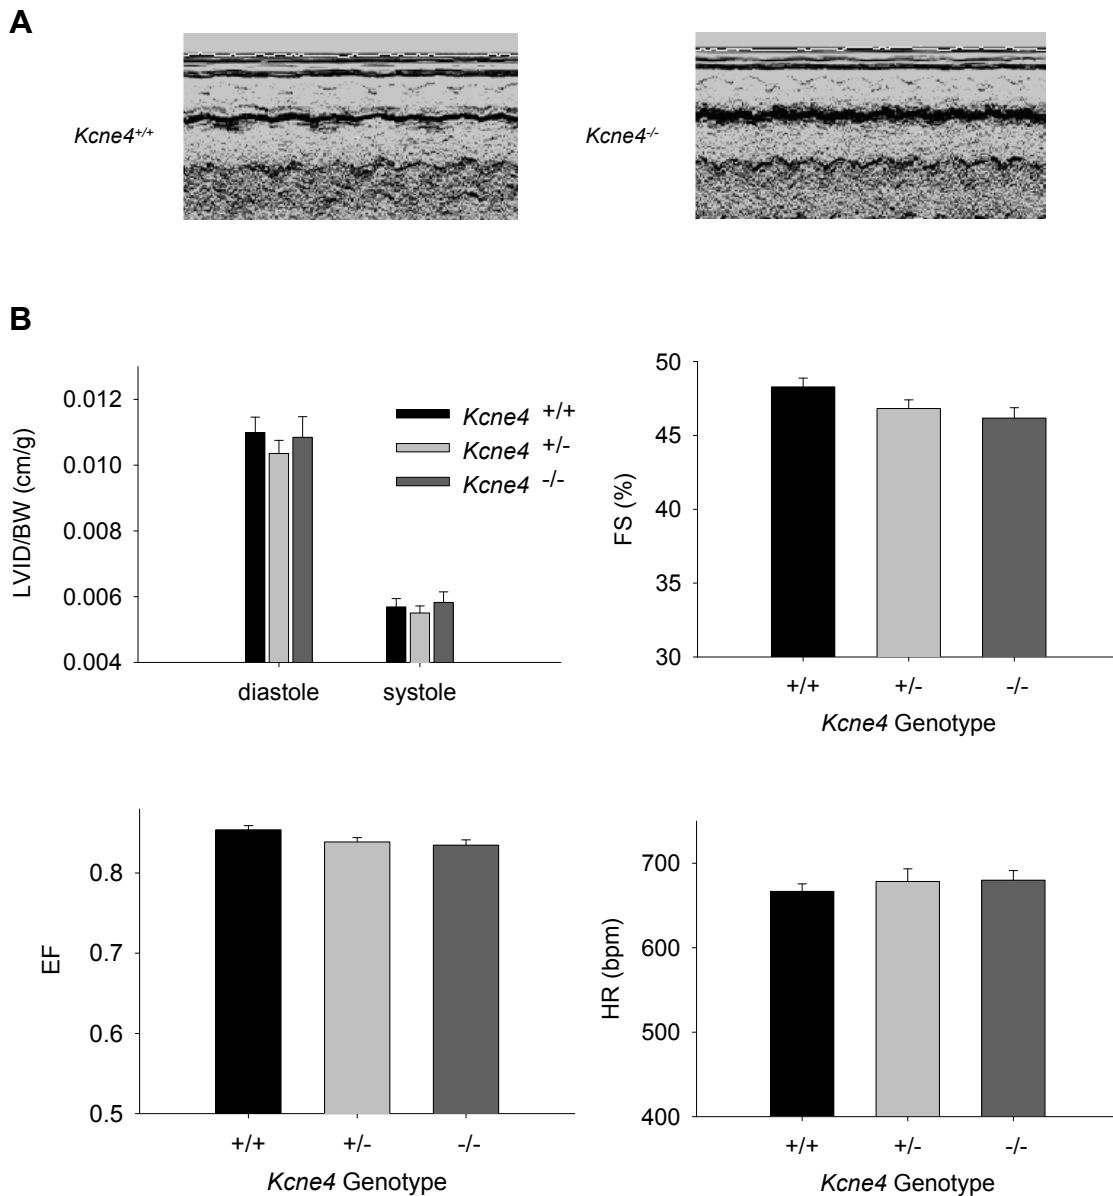 A
Kcne4+/+
Kcne4-/-
B
LVID/BW (cm/g)
0.012
0.010
0.008
0.006
0.004
diastole systole
Kcne4 +/+
Kcne4 +/-
Kcne4 -/-
FS (%)
50
45
40
35
30
+/+ +/- -/-
Kcne4 Genotype
EF
0.8
0.7
0.6
0.5
+/+ +/- -/-
Kcne4 Genotype
HR (bpm)
700
600
500
400
+/+ +/- -/-
Kcne4 Genotype